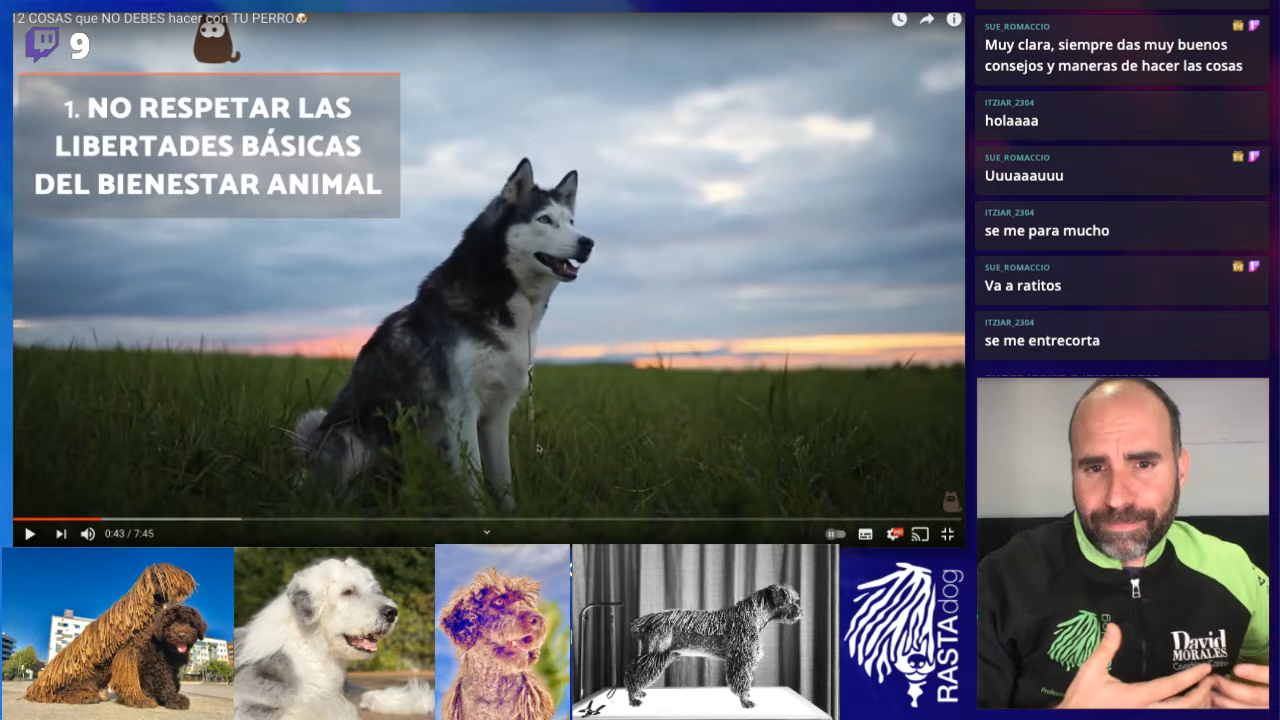 12 COSAS que NO DEBES hacer con TU PERRO
9
1. NO RESPETAR LAS
LIBERTADES BÁSICAS
DEL BIENESTAR ANIMAL
0:43 / 7:45
SUE_ROMACCIO
Muy clara, siempre das muy buenos
consejos y maneras de hacer las cosas
ITZIAR_2304
holaaaa
SUE_ROMACCIO
Uuuaaauuu
ITZIAR_2304
se me para mucho
SUE_ROMACCIO
Va a ratitos
ITZIAR_2304
se me entrecorta
RASTAdog
David
MORALES